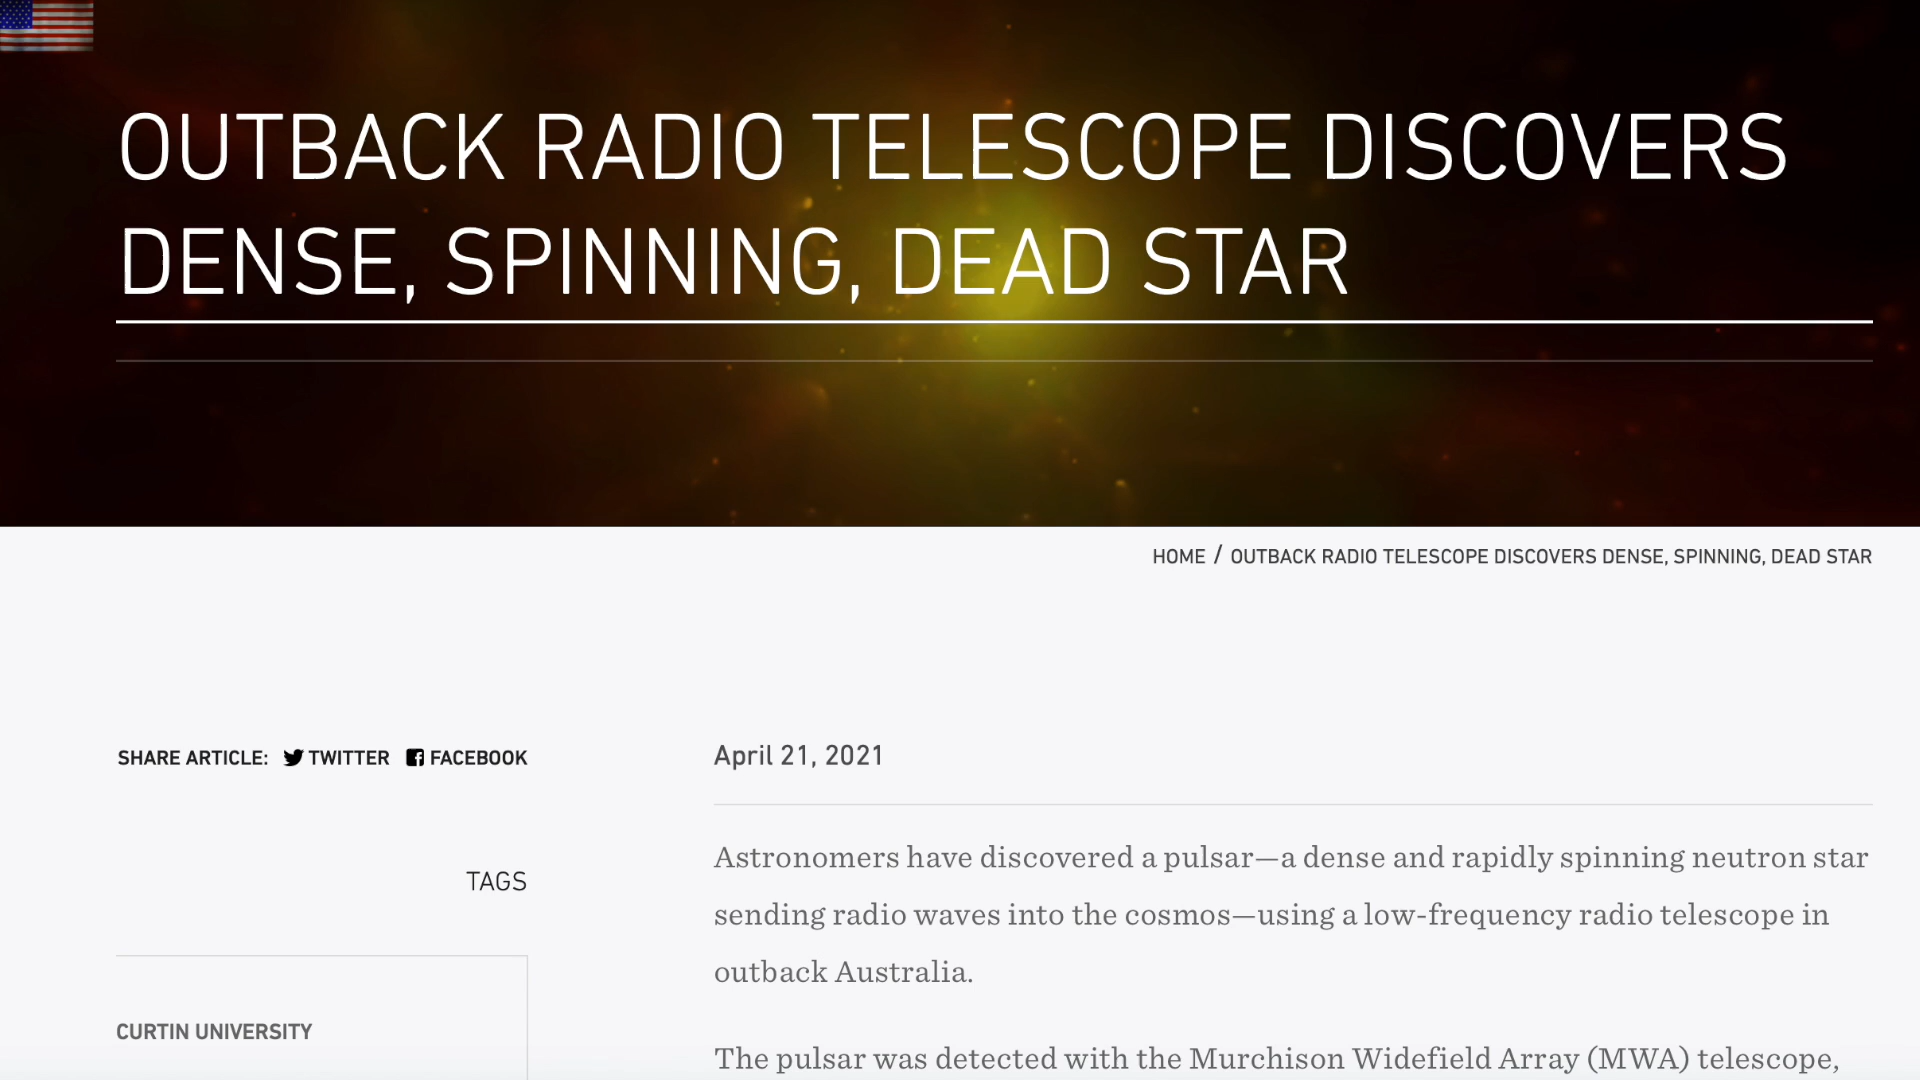 OUTBACK RADIO TELESCOPE DISCOVERS
DENSE, SPINNING, DEAD STAR
HOME / OUTBACK RADIO TELESCOPE DISCOVERS DENSE, SPINNING, DEAD STAR
SHARE ARTICLE: TWITTER FACEBOOK
April 21, 2021
TAGS
CURTIN UNIVERSITY
Astronomers have discovered a pulsar—a dense and rapidly spinning neutron star
sending radio waves into the cosmos—using a low-frequency radio telescope in
outback Australia.
The pulsar was detected with the Murchison Widefield Array (MWA) telescope,